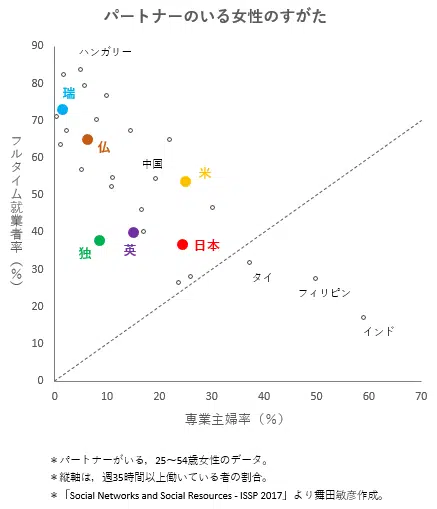 パートナーのいる女性のすがた
90
80
70
60
50
40
30
20
10
0
フルタイム就業者率（%）
ハンガリー
瑞
仏
中国
米
独
英
日本
タイ
フィリピン
インド
0 10 20 30 40 50 60 70
専業主婦率（%）
＊パートナーがいる，25～54歳女性のデータ。
＊縦軸は，週35時間以上働いている者の割合。
＊「Social Networks and Social Resources - ISSP 2017」より舞田敏彦作成。